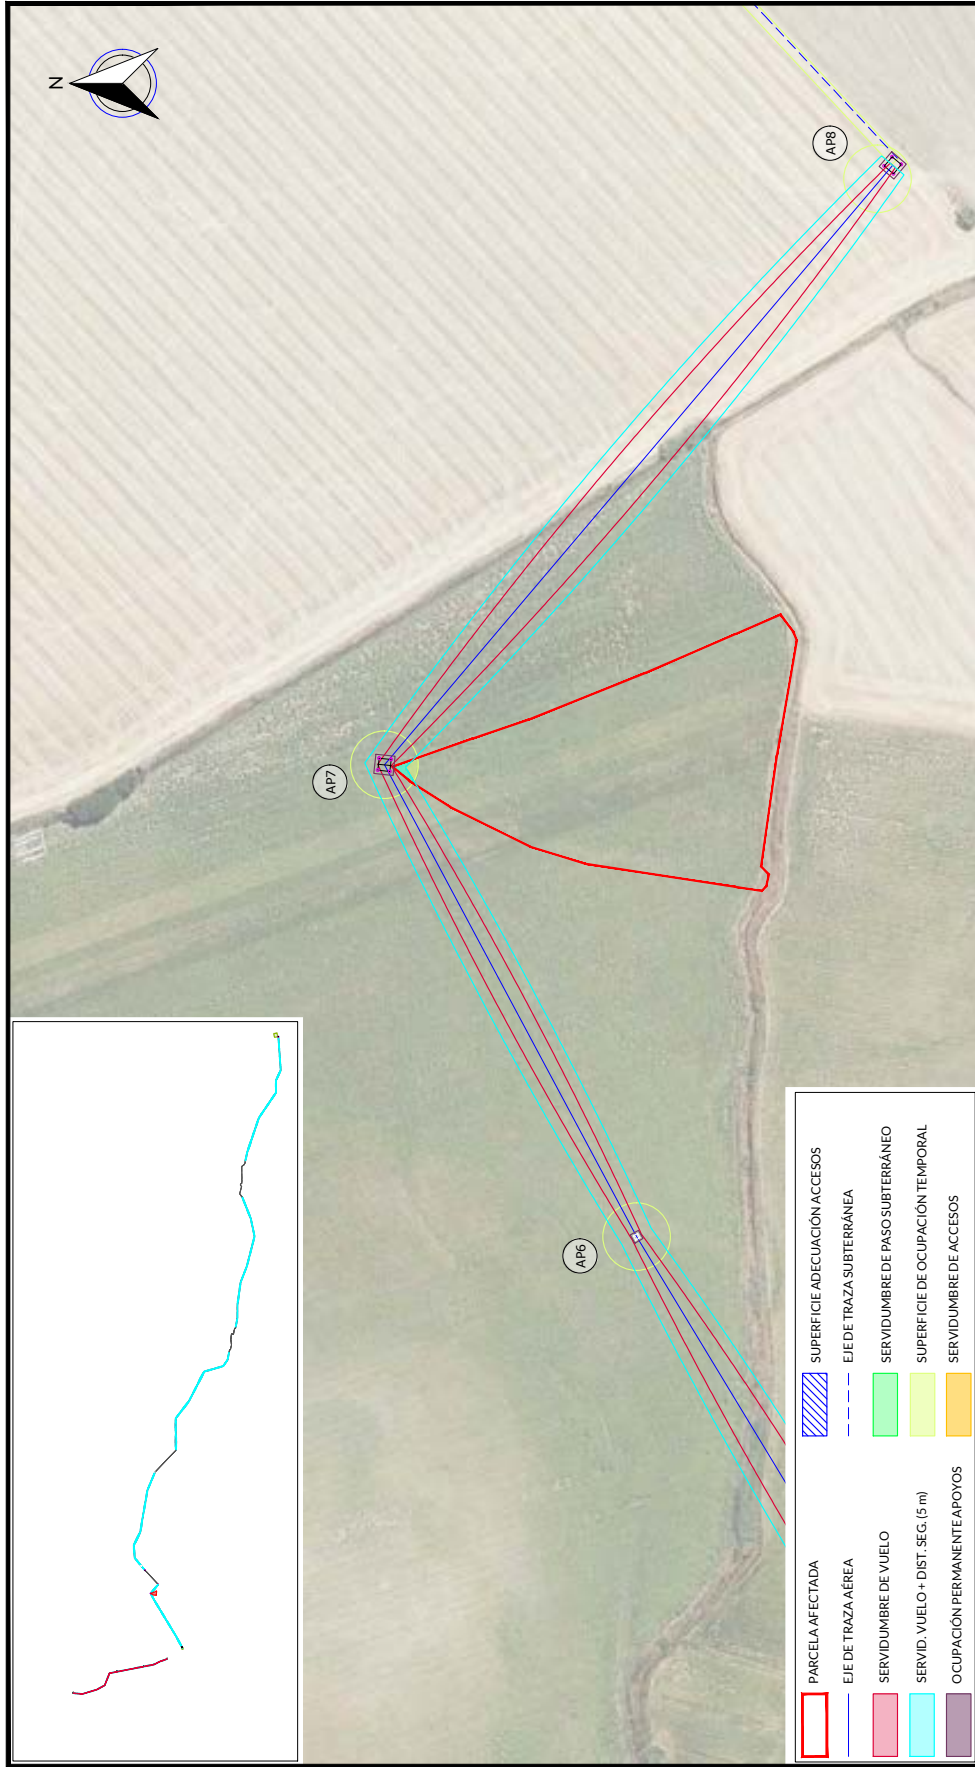 N
AP8
AP7
AP6
PARCELA AFECTADA
EJE DE TRAZA AÉREA
SERVIDUMBRE DE VUELO
SERVID. VUELO + DIST. SEG. (5 m)
OCUPACIÓN PERMANENTE APOYOS
SUPERFICIE ADECUACIÓN ACCESOS
EJE DE TRAZA SUBTERRÁNEA
SERVIDUMBRE DE PASO SUBTERRÁNEO
SUPERFICIE DE OCUPACIÓN TEMPORAL
SERVIDUMBRE DE ACCESOS